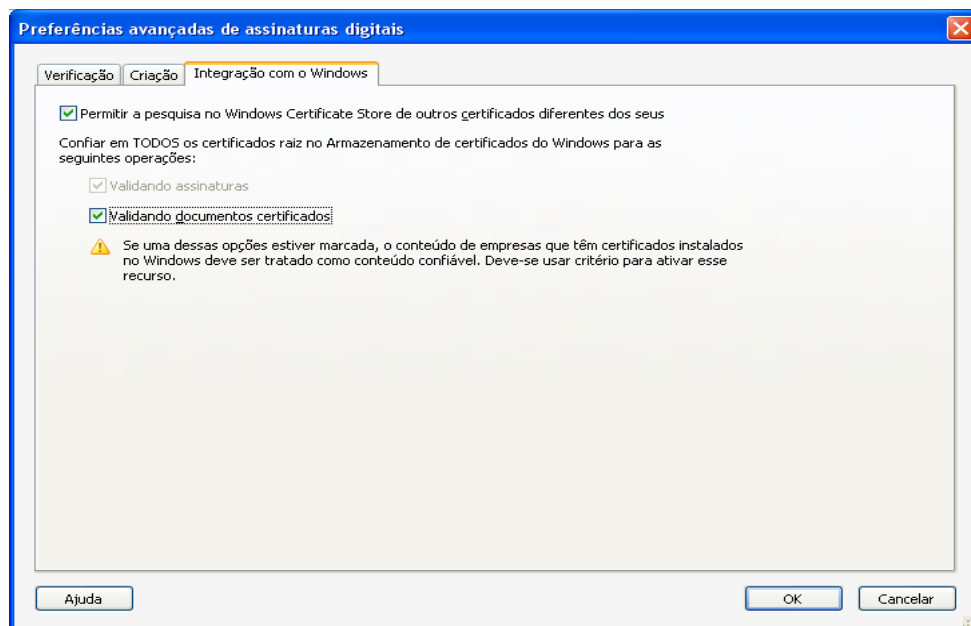 Preferências avançadas de assinaturas digitais
Verificação Criação Integração com o Windows
Permitir a pesquisa no Windows Certificate Store de outros certificados diferentes dos seus
Confiar em TODOS os certificados raiz no Armazenamento de certificados do Windows para as
seguintes operações:
Validando assinaturas
Validando documentos certificados
Se uma dessas opções estiver marcada, o conteúdo de empresas que têm certificados instalados
no Windows deve ser tratado como conteúdo confiável. Deve-se usar critério para ativar esse
recurso.
Ajuda OK Cancelar